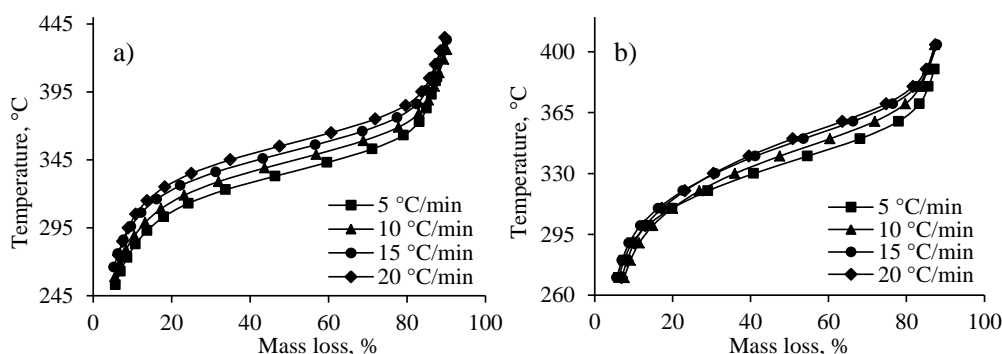 a)
Temperature, °C
445
395
345
295
245
0 20 40 60 80 100
Mass loss, %
5 °C/min
10 °C/min
15 °C/min
20 °C/min
b)
Temperature, °C
400
365
330
295
260
0 20 40 60 80 100
Mass loss, %
5 °C/min
10 °C/min
15 °C/min
20 °C/min